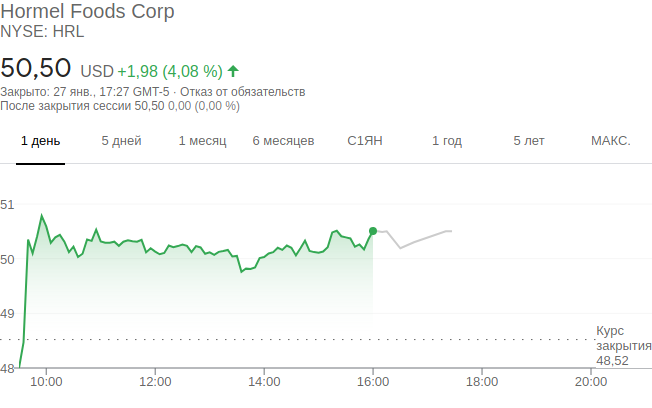 Hormel Foods Corp
NYSE: HRL
50,50 USD +1,98 (4,08 %)
Закрыто: 27 янв., 17:27 GMT-5 · Отказ от обязательств
После закрытия сессии 50,50 0,00 (0,00 %)
1 день 5 дней 1 месяц 6 месяцев С1ЯН 1 год 5 лет МАКС.
51
50
49
Курс
закрытия
48,52
48
10:00 12:00 14:00 16:00 18:00 20:00